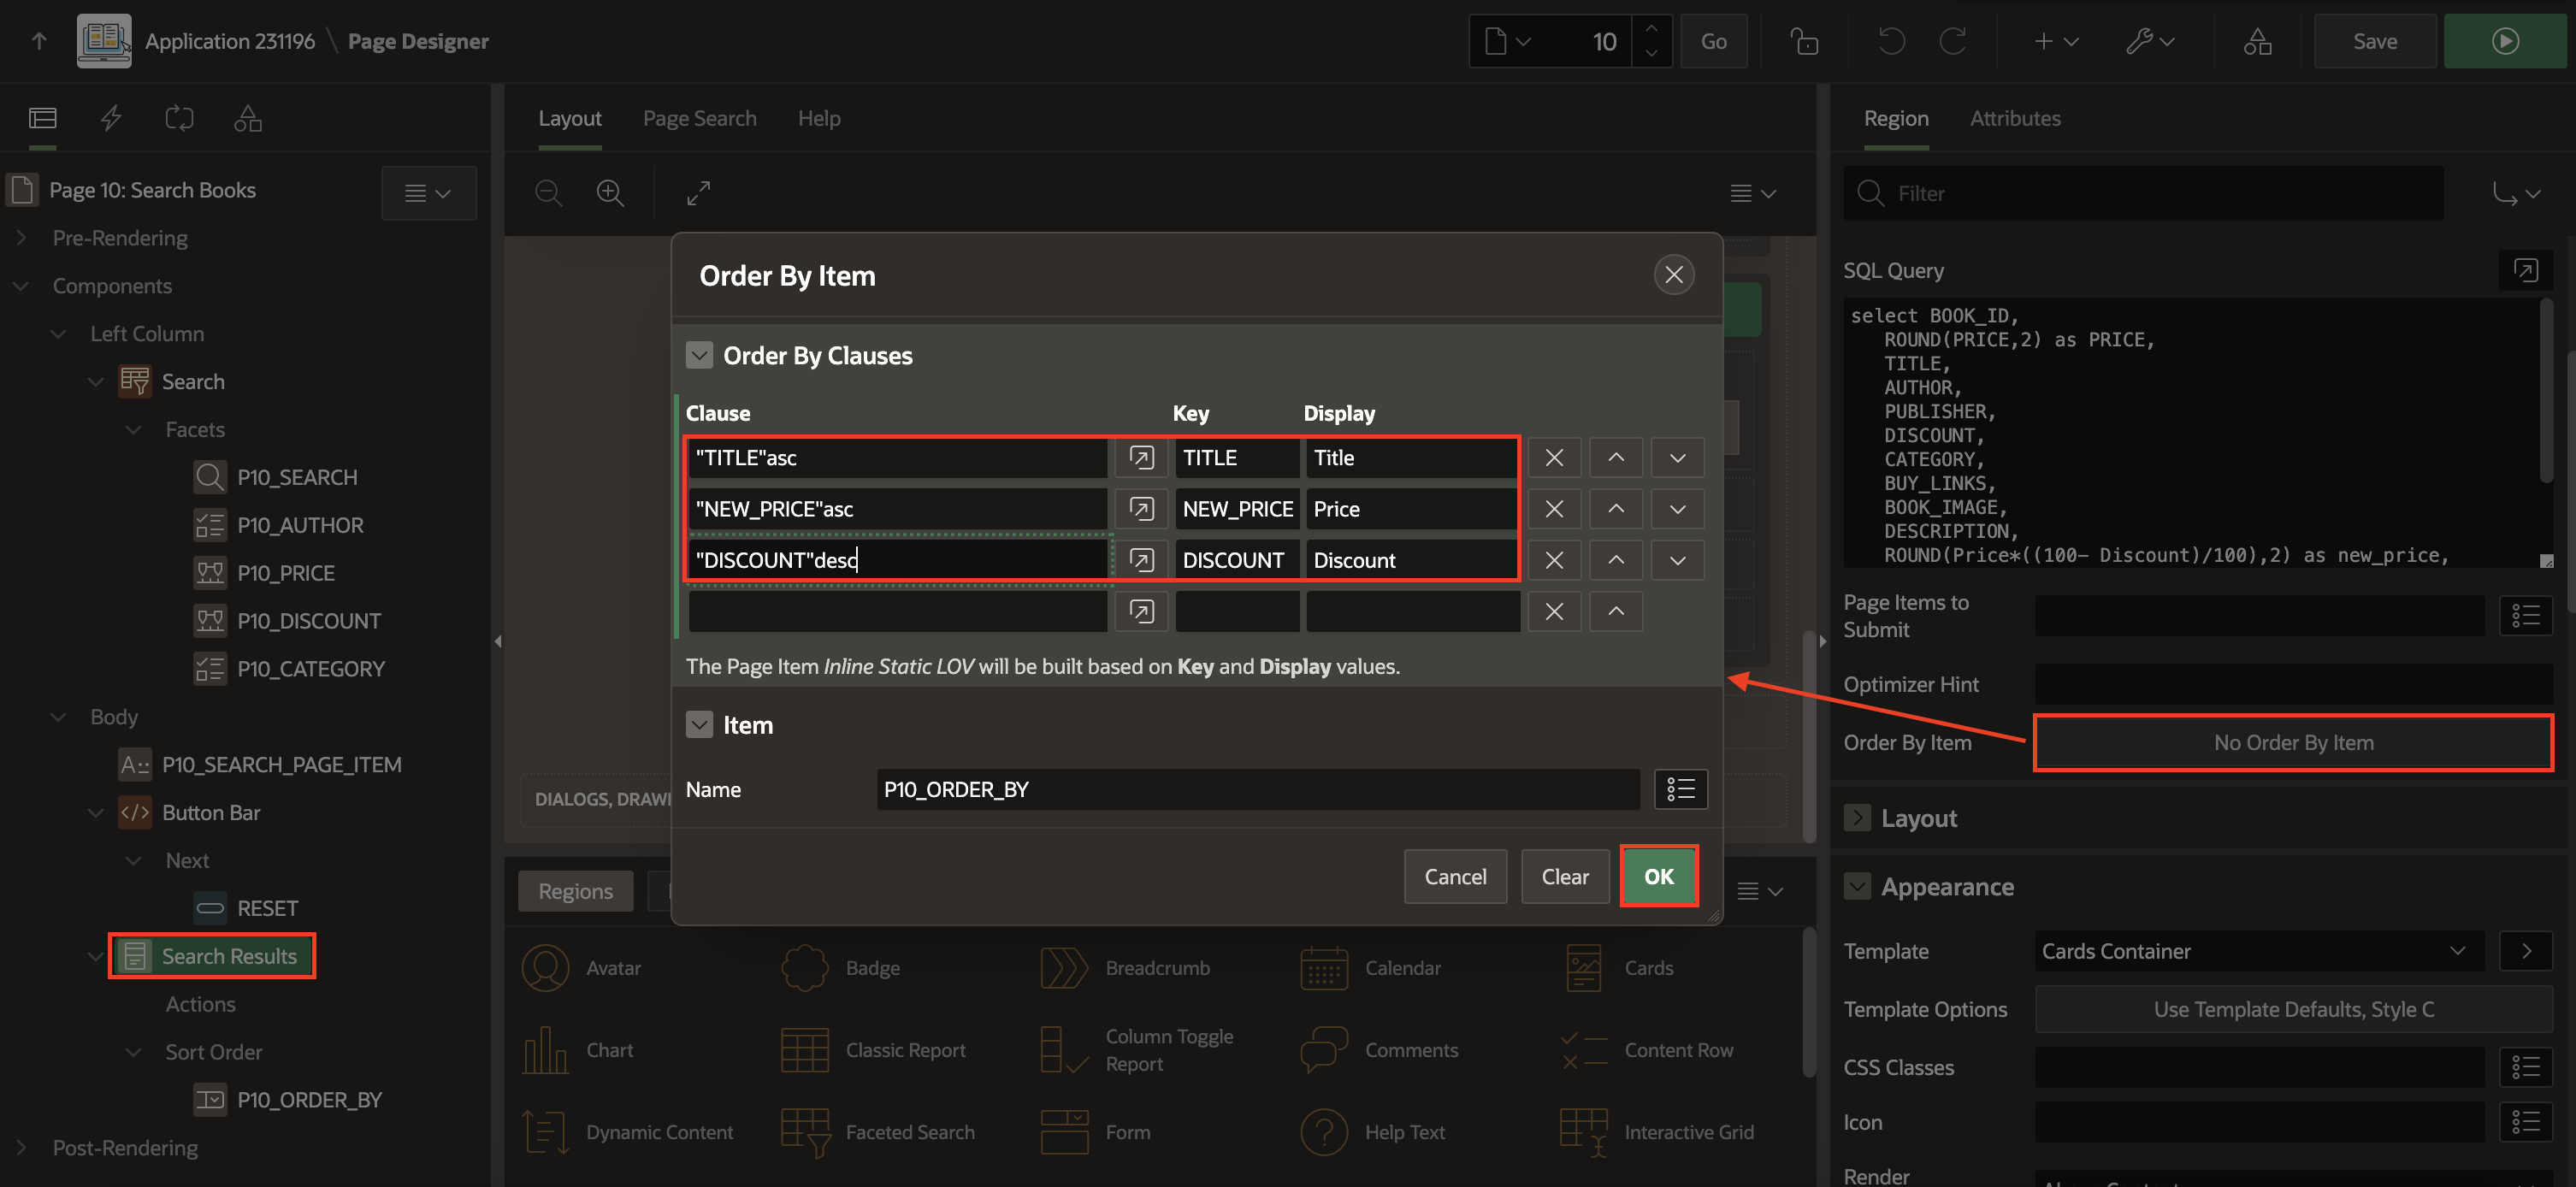 Application 231196 \ Page Designer
10
Go
Save
Page 10: Search Books
Pre-Rendering
Components
Left Column
Search
Facets
P10_SEARCH
P10_AUTHOR
P10_PRICE
P10_DISCOUNT
P10_CATEGORY
Body
P10_SEARCH_PAGE_ITEM
Button Bar
Next
RESET
Search Results
Actions
Sort Order
P10_ORDER_BY
Post-Rendering
Layout Page Search Help
DIALOGS, DRAW
Order By Item
Order By Clauses
Clause Key Display
"TITLE"asc TITLE Title
"NEW_PRICE"asc NEW_PRICE Price
"DISCOUNT"desc DISCOUNT Discount
The Page Item Inline Static LOV will be built based on Key and Display values.
Item
Name P10_ORDER_BY
Cancel Clear OK
Regions
Avatar Badge Breadcrumb Calendar Cards
Chart Classic Report Column Toggle
Report Comments Content Row
Dynamic Content Faceted Search Form Help Text Interactive Grid
Region Attributes
Filter
SQL Query
select BOOK_ID,
ROUND(PRICE,2) as PRICE,
TITLE,
AUTHOR,
PUBLISHER,
DISCOUNT,
CATEGORY,
BUY_LINKS,
BOOK_IMAGE,
DESCRIPTION,
ROUND(Price*((100- Discount)/100),2) as new_price,
Page Items to
Submit
Optimizer Hint
Order By Item No Order By Item
Layout
Appearance
Template Cards Container
Template Options Use Template Defaults, Style C
CSS Classes
Icon
Render